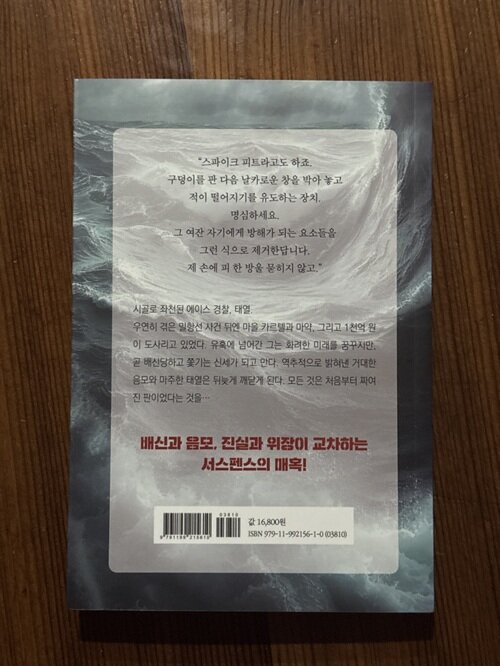 “스파이크 피트라고도 하죠.
구덩이를 판 다음 날카로운 창을 박아 놓고
적이 떨어지기를 유도하는 장치.
명심하세요.
그 여잔 자기에게 방해가 되는 요소들을
그런 식으로 제거한답니다.
제 손에 피 한 방울 묻히지 않고.”
시골로 좌천된 에이스 경찰, 태열.
우연히 겪은 밀항선 사건 뒤엔 마을 카르텔과 마약, 그리고 1천억 원
이 도사리고 있었다. 유혹에 넘어간 그는 화려한 미래를 꿈꾸지만,
곧 배신당하고 쫓기는 신세가 되고 만다. 역추적으로 밝혀낸 거대한
음모와 마주한 태열은 뒤늦게 깨닫게 된다. 모든 것은 처음부터 짜여
진 판이었다는 것을…
배신과 음모, 진실과 위장이 교차하는
서스펜스의 매혹!
03810
9 791199 215610
값 16,800원
ISBN 979-11-992156-1-0 (03810)